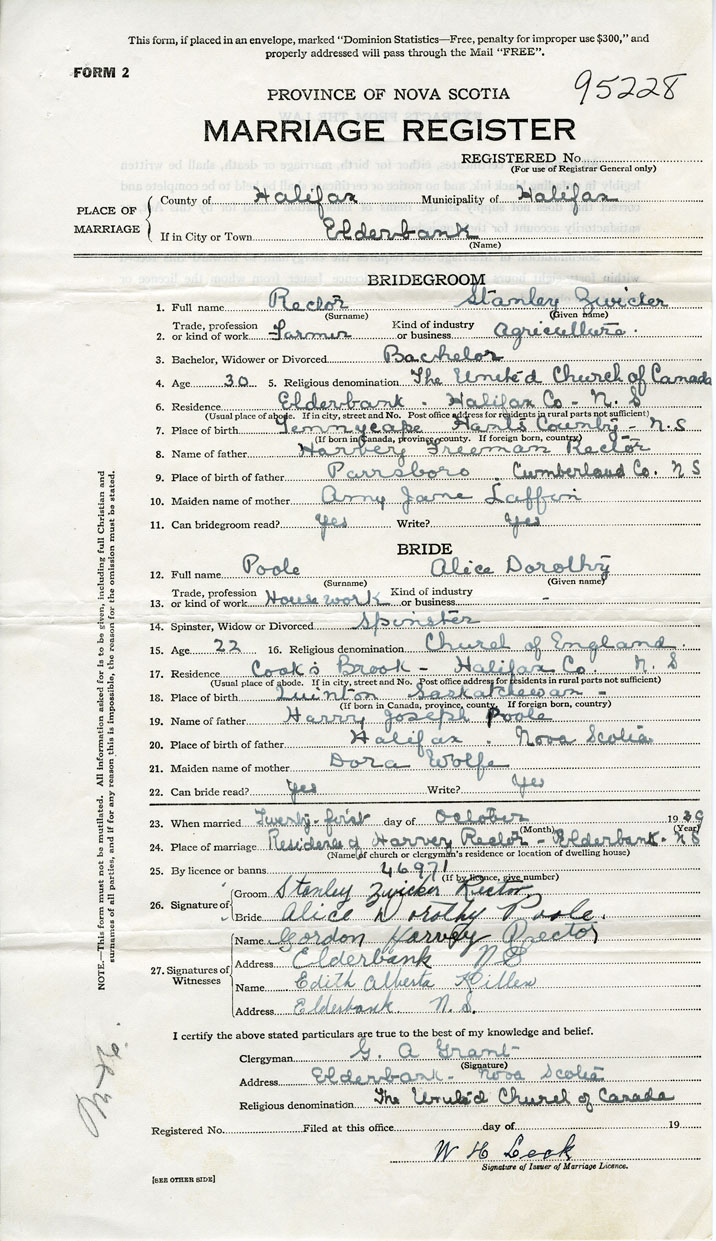 This form, if placed in an envelope, marked "Dominion Statistics—Free, penalty for improper use $300," and
properly addressed will pass through the Mail "FREE".
FORM 2
95228
PROVINCE OF NOVA SCOTIA
MARRIAGE REGISTER
REGISTERED No.
(For use of Registrar General only)
PLACE OF MARRIAGE
County of Halifax Municipality of Halifax
If in City or Town Elderbank
(Name)
BRIDEGROOM
1. Full name Rector Stanley Zwicker
(Surname) (Given name)
2. Trade, profession or kind of work Farmer Kind of industry or business Agriculture.
3. Bachelor, Widower or Divorced Bachelor
4. Age 30 5. Religious denomination The United Church of Canada
6. Residence Elderbank - Halifax Co - N. S
(Usual place of abode. If in city, street and No. Post office address for residents in rural parts not sufficient)
7. Place of birth Tennycape Hants County - N.S
(If born in Canada, province, county. If foreign born, country)
8. Name of father Harvey Freeman Rector
9. Place of birth of father Parrsboro Cumberland Co. N S
10. Maiden name of mother Amy Jane Laffin
11. Can bridegroom read? Yes Write? Yes
BRIDE
12. Full name Poole Alice Dorothy
(Surname) (Given name)
13. Trade, profession or kind of work Housework Kind of industry or business -
14. Spinster, Widow or Divorced Spinster
15. Age 22 16. Religious denomination Church of England
17. Residence Cook's Brook - Halifax Co. N. S
(Usual place of abode. If in city, street and No. Post office address for residents in rural parts not sufficient)
18. Place of birth Quinton Saskatchewan -
(If born in Canada, province, county. If foreign born, country)
19. Name of father Harry Joseph Poole
20. Place of birth of father Halifax . Nova Scotia
21. Maiden name of mother Dora Wolfe
22. Can bride read? Yes Write? Yes
23. When married Twenty-first day of October 1939
(Month) (Year)
24. Place of marriage Residence of Harvey Rector - Elderbank - N S
(Name of church or clergyman's residence or location of dwelling house)
25. By licence or banns 46971
(If by licence, give number)
26. Signature of
Groom Stanley Zwicker Rector
Bride Alice Dorothy Poole.
27. Signatures of Witnesses
Name Gordon Harvey Rector
Address Elderbank NS
Name Edith Alberta Killen
Address Elderbank. N.S.
I certify the above stated particulars are true to the best of my knowledge and belief.
Clergyman G. A Grant
(Signature)
Address Elderbank - Nova Scotia
Religious denomination The United Church of Canada
Registered No. Filed at this office day of 19
W H Leck
Signature of Issuer of Marriage Licence.
[SEE OTHER SIDE]
NOTE.—This form must not be mutilated. All information asked for is to be given, including full Christian and
surnames of all parties, and if for any reason this is impossible, the reason for the omission must be stated.